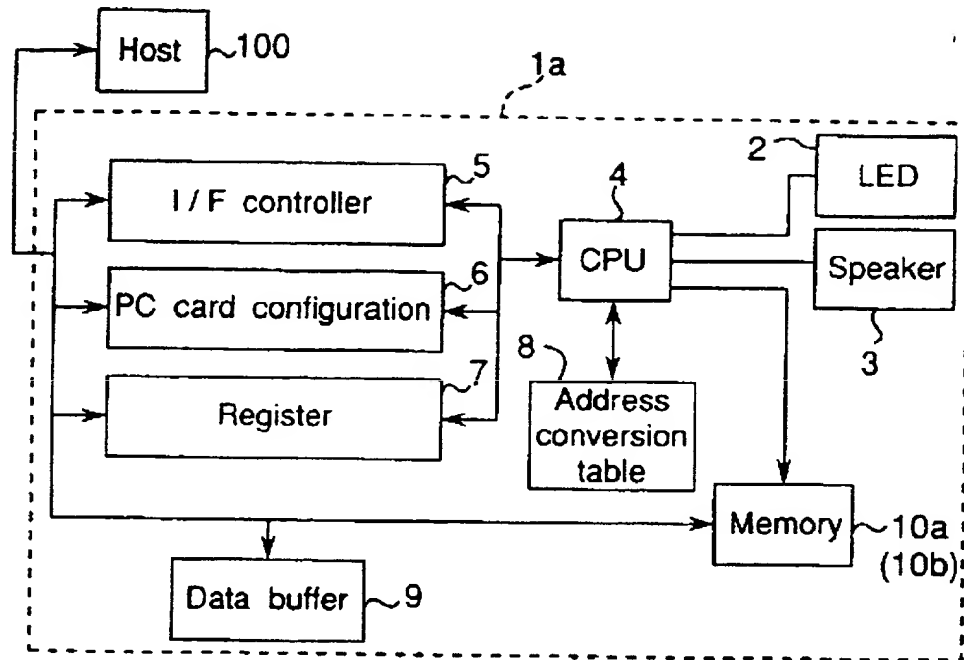 Host
100
1a
I/F controller
5
PC card configuration
6
Register
7
4
CPU
2
LED
Speaker
3
8
Address
conversion
table
Memory
10a
(10b)
Data buffer
9